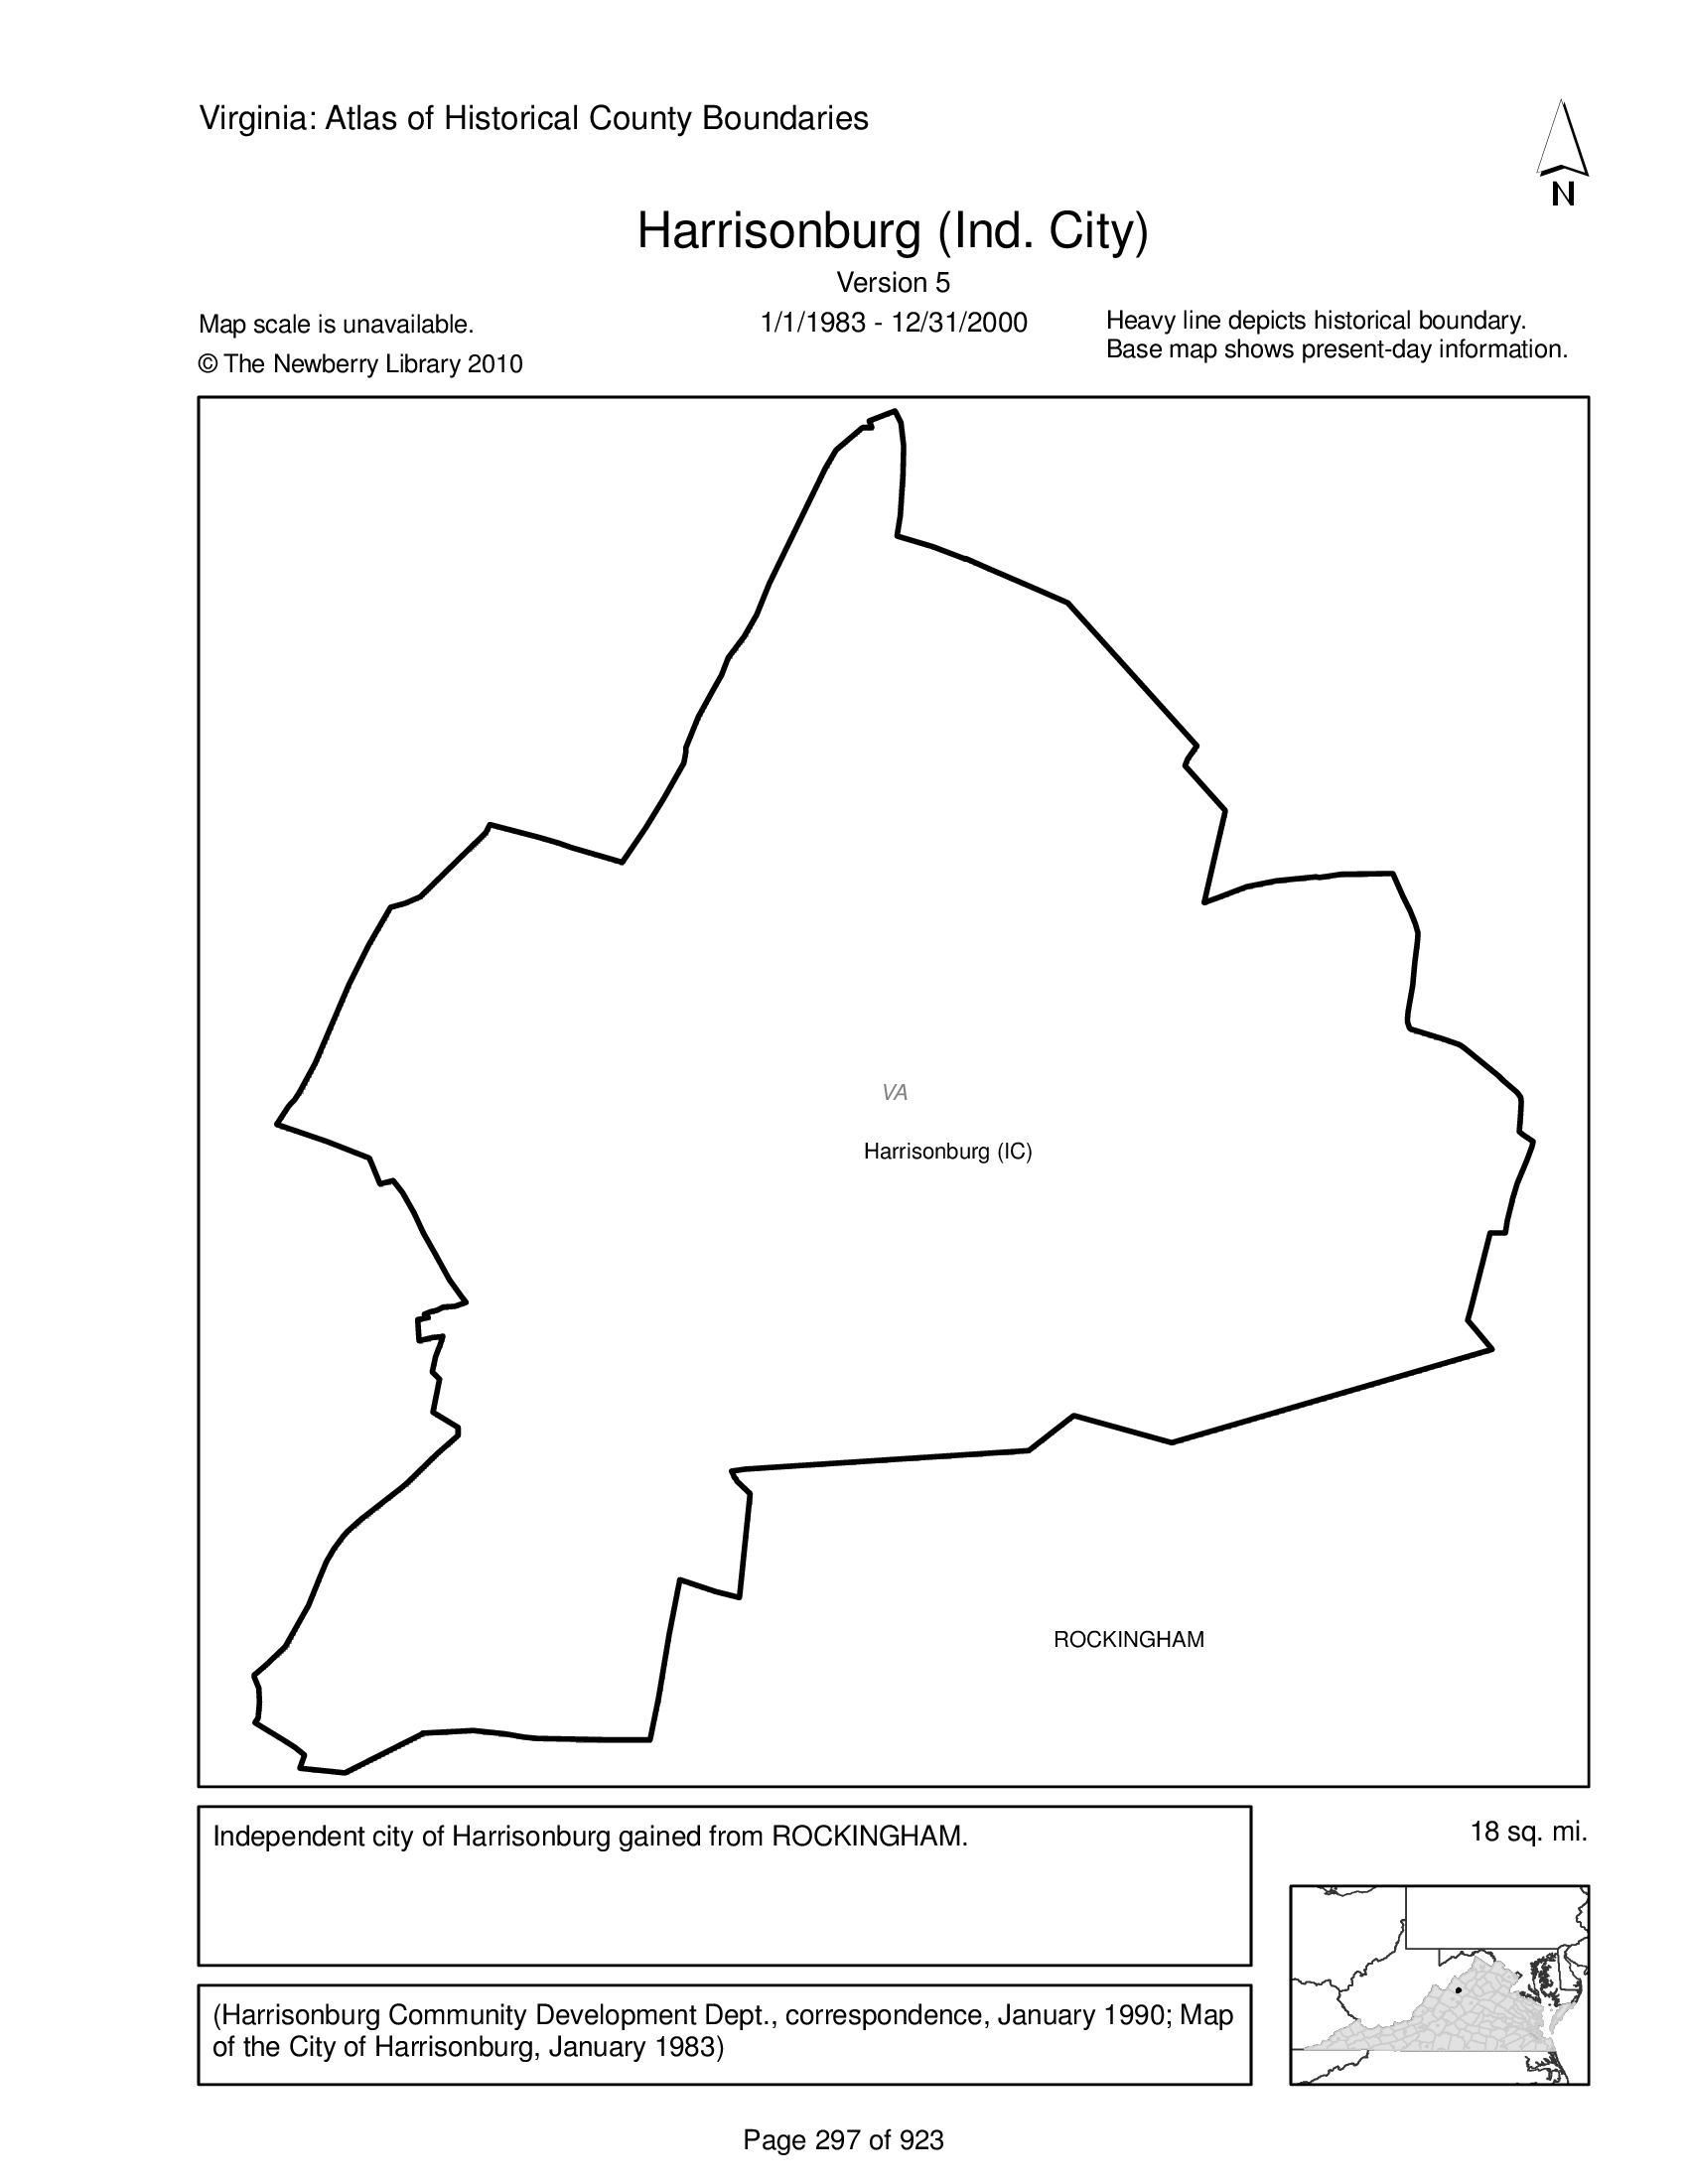 Virginia: Atlas of Historical County Boundaries
N
Harrisonburg (Ind. City)
Version 5
Map scale is unavailable.
1/1/1983 - 12/31/2000
Heavy line depicts historical boundary.
Base map shows present-day information.
© The Newberry Library 2010
VA
Harrisonburg (IC)
ROCKINGHAM
Independent city of Harrisonburg gained from ROCKINGHAM.
18 sq. mi.
(Harrisonburg Community Development Dept., correspondence, January 1990; Map
of the City of Harrisonburg, January 1983)
Page 297 of 923